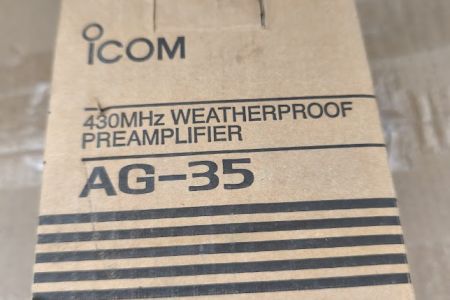 iCOM
430MHz WEATHERPROOF
PREAMPLIFIER
AG-35